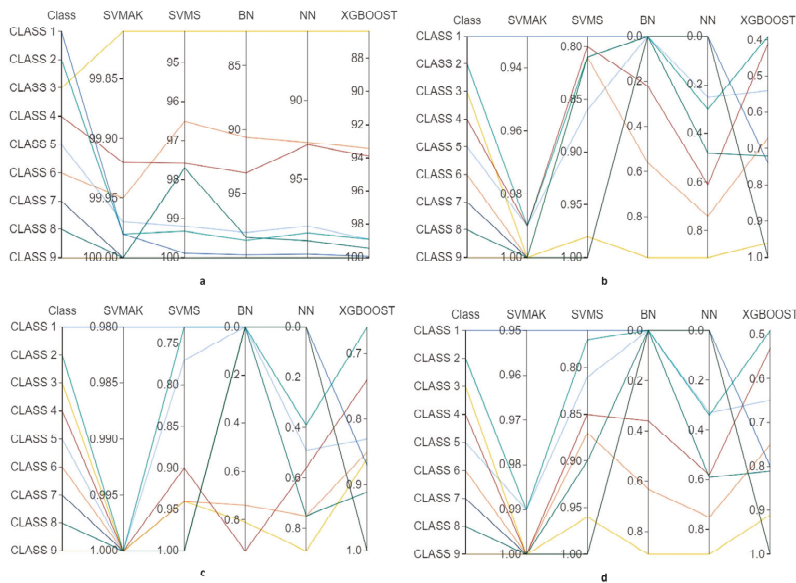 Class SVMAK SVMS BN NN XGBOOST
CLASS 1
CLASS 2
CLASS 3
CLASS 4
CLASS 5
CLASS 6
CLASS 7
CLASS 8
CLASS 9
99.85
99.90
99.95
100.00
95
96
97
98
99
100
85
90
95
90
95
88
90
92
94
96
98
100
a
Class SVMAK SVMS BN NN XGBOOST
CLASS 1
CLASS 2
CLASS 3
CLASS 4
CLASS 5
CLASS 6
CLASS 7
CLASS 8
CLASS 9
0.94
0.96
0.98
1.00
0.80
0.85
0.90
0.95
1.00
0.0
0.2
0.4
0.6
0.8
0.0
0.2
0.4
0.6
0.8
0.4
0.5
0.6
0.7
0.8
0.9
1.0
b
Class SVMAK SVMS BN NN XGBOOST
CLASS 1
CLASS 2
CLASS 3
CLASS 4
CLASS 5
CLASS 6
CLASS 7
CLASS 8
CLASS 9
0.980
0.985
0.990
0.995
1.000
0.75
0.80
0.85
0.90
0.95
1.00
0.0
0.2
0.4
0.6
0.8
0.0
0.2
0.4
0.6
0.8
0.7
0.8
0.9
1.0
c
Class SVMAK SVMS BN NN XGBOOST
CLASS 1
CLASS 2
CLASS 3
CLASS 4
CLASS 5
CLASS 6
CLASS 7
CLASS 8
CLASS 9
0.95
0.96
0.97
0.98
0.99
1.00
0.80
0.85
0.90
0.95
1.00
0.0
0.2
0.4
0.6
0.8
0.0
0.2
0.4
0.6
0.8
0.5
0.6
0.7
0.8
0.9
1.0
d